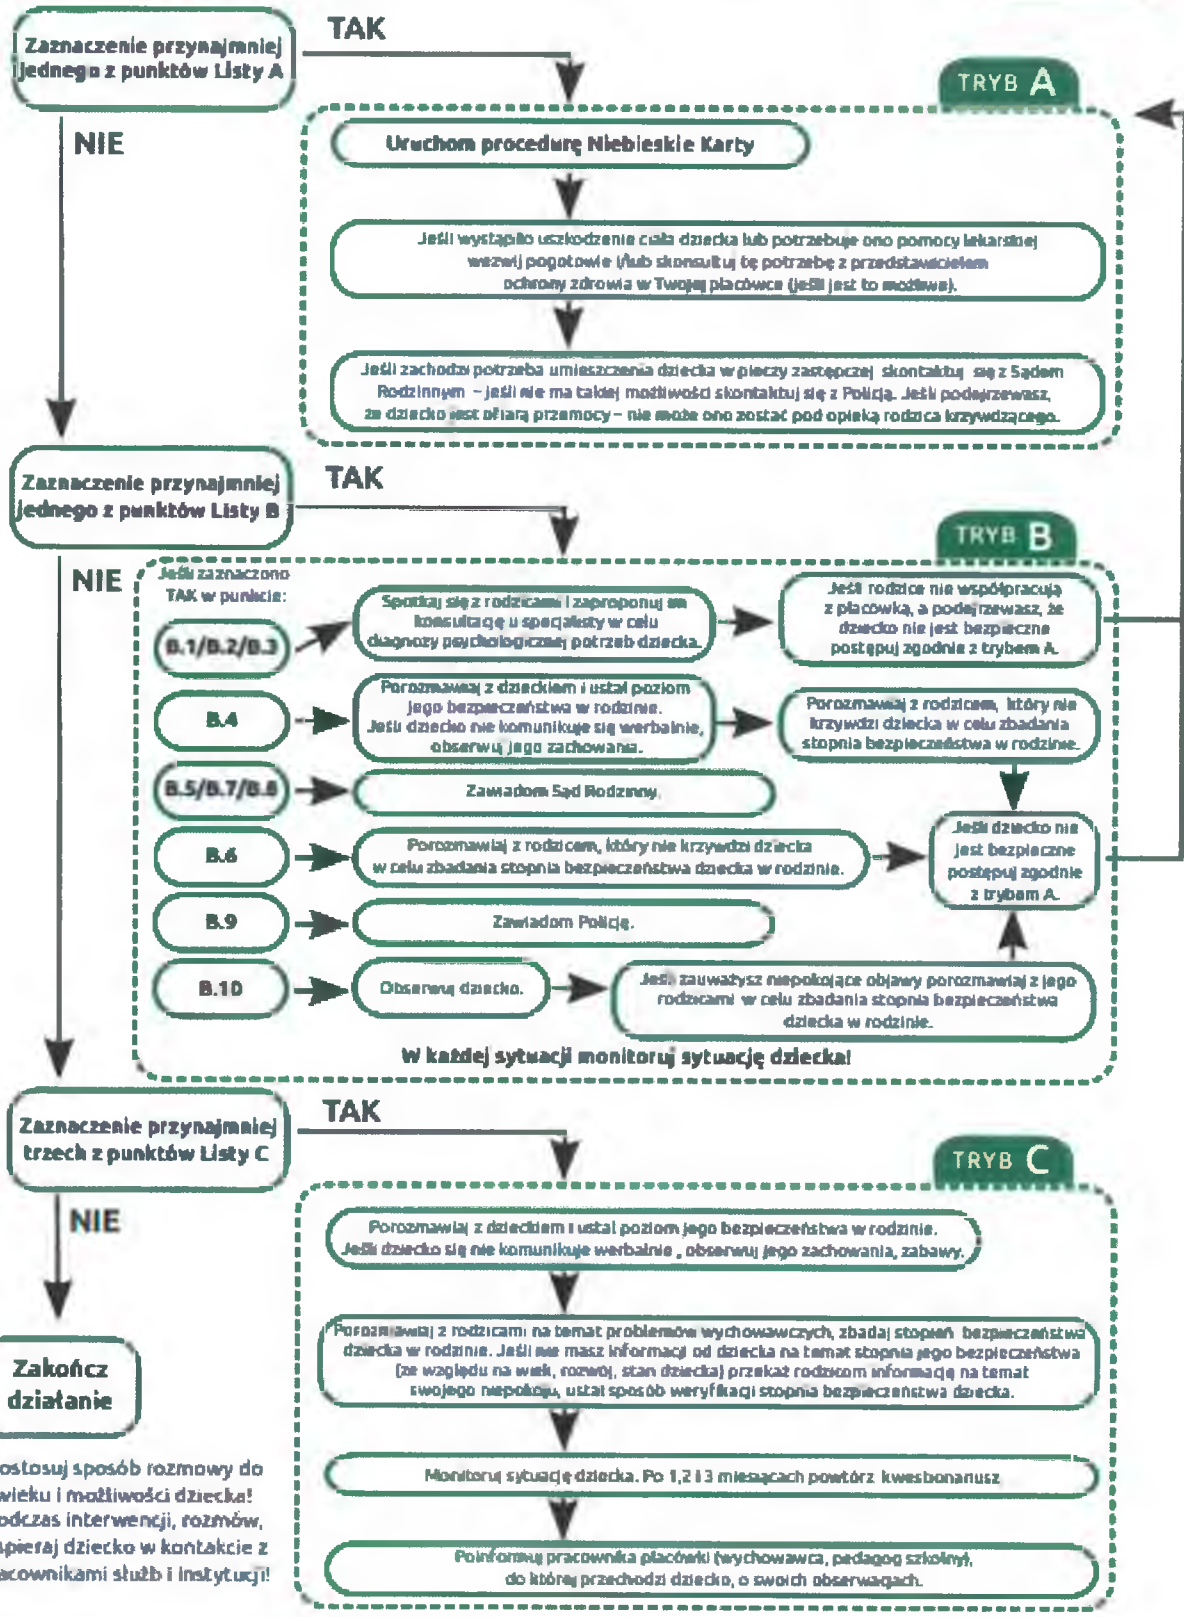 Zaznaczenie przynajmniej
jednego z punktów Listy A
TAK
NIE
TRYB A
Uruchom procedurę Niebieskie Karty
Jeśli wystąpiło uszkodzenie ciała dziecka lub potrzebuje ono pomocy lekarskiej
wezwij pogotowie i/lub skonsultuj tę potrzebę z przedstawicielem
ochrony zdrowia w Twojej placówce (jeśli jest to możliwe).
Jeśli zachodzi potrzeba umieszczenia dziecka w pieczy zastępczej skontaktuj się z Sądem
Rodzinnym – jeśli nie ma takiej możliwości skontaktuj się z Policją. Jeśli podejrzewasz,
że dziecko jest ofiarą przemocy – nie może ono zostać pod opieką rodzica krzywdzącego.
Zaznaczenie przynajmniej
jednego z punktów Listy B
TAK
NIE
TRYB B
Jeśli zaznaczono
TAK w punkcie:
B.1/B.2/B.3
Spotkaj się z rodzicami i zaproponuj im
konsultację u specjalisty w celu
diagnozy psychologicznej potrzeb dziecka.
Jeśli rodzice nie współpracują
z placówką, a podejrzewasz, że
dziecko nie jest bezpieczne
postępuj zgodnie z trybem A.
B.4
Porozmawiaj z dzieckiem i ustal poziom
jego bezpieczeństwa w rodzinie.
Jeśli dziecko nie komunikuje się werbalnie,
obserwuj jego zachowania.
Porozmawiaj z rodzicem, który nie
krzywdzi dziecka w celu zbadania
stopnia bezpieczeństwa w rodzinie.
B.5/B.7/B.8
Zawiadom Sąd Rodzinny.
B.6
Porozmawiaj z rodzicem, który nie krzywdzi dziecka
w celu zbadania stopnia bezpieczeństwa dziecka w rodzinie.
Jeśli dziecko nie
jest bezpieczne
postępuj zgodnie
z trybem A.
B.9
Zawiadom Policję.
B.10
Obserwuj dziecko.
Jeśli zauważysz niepokojące objawy porozmawiaj z jego
rodzicami w celu zbadania stopnia bezpieczeństwa
dziecka w rodzinie.
W każdej sytuacji monitoruj sytuację dziecka!
Zaznaczenie przynajmniej
trzech z punktów Listy C
TAK
NIE
TRYB C
Porozmawiaj z dzieckiem i ustal poziom jego bezpieczeństwa w rodzinie.
Jeśli dziecko się nie komunikuje werbalnie , obserwuj jego zachowania, zabawy.
Porozmawiaj z rodzicami na temat problemów wychowawczych, zbadaj stopień bezpieczeństwa
dziecka w rodzinie. Jeśli nie masz informacji od dziecka na temat stopnia jego bezpieczeństwa
(ze względu na wiek, rozwój, stan dziecka) przekaż rodzicom informację na temat
swojego niepokoju, ustal sposób weryfikacji stopnia bezpieczeństwa dziecka.
Monitoruj sytuację dziecka. Po 1,2 i 3 miesiącach powtórz kwestionariusz
Poinformuj pracownika placówki (wychowawca, pedagog szkolny),
do której przechodzi dziecko, o swoich obserwacjach.
Zakończ
działanie
ostosuj sposób rozmowy do
wieku i możliwości dziecka!
odczas interwencji, rozmów,
spieraj dziecko w kontakcie z
racownikami służb i instytucji!